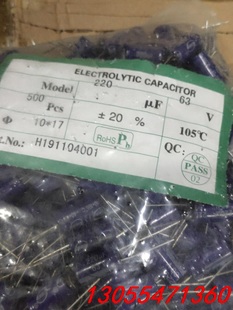 ELECTROLYTIC CAPACITOR
Model 220 µF 63 V
500 Pcs ± 20 % 105℃
Φ 10*17 RoHS Pb QC: QC PASS 02
t.No: H191104001
13055471360